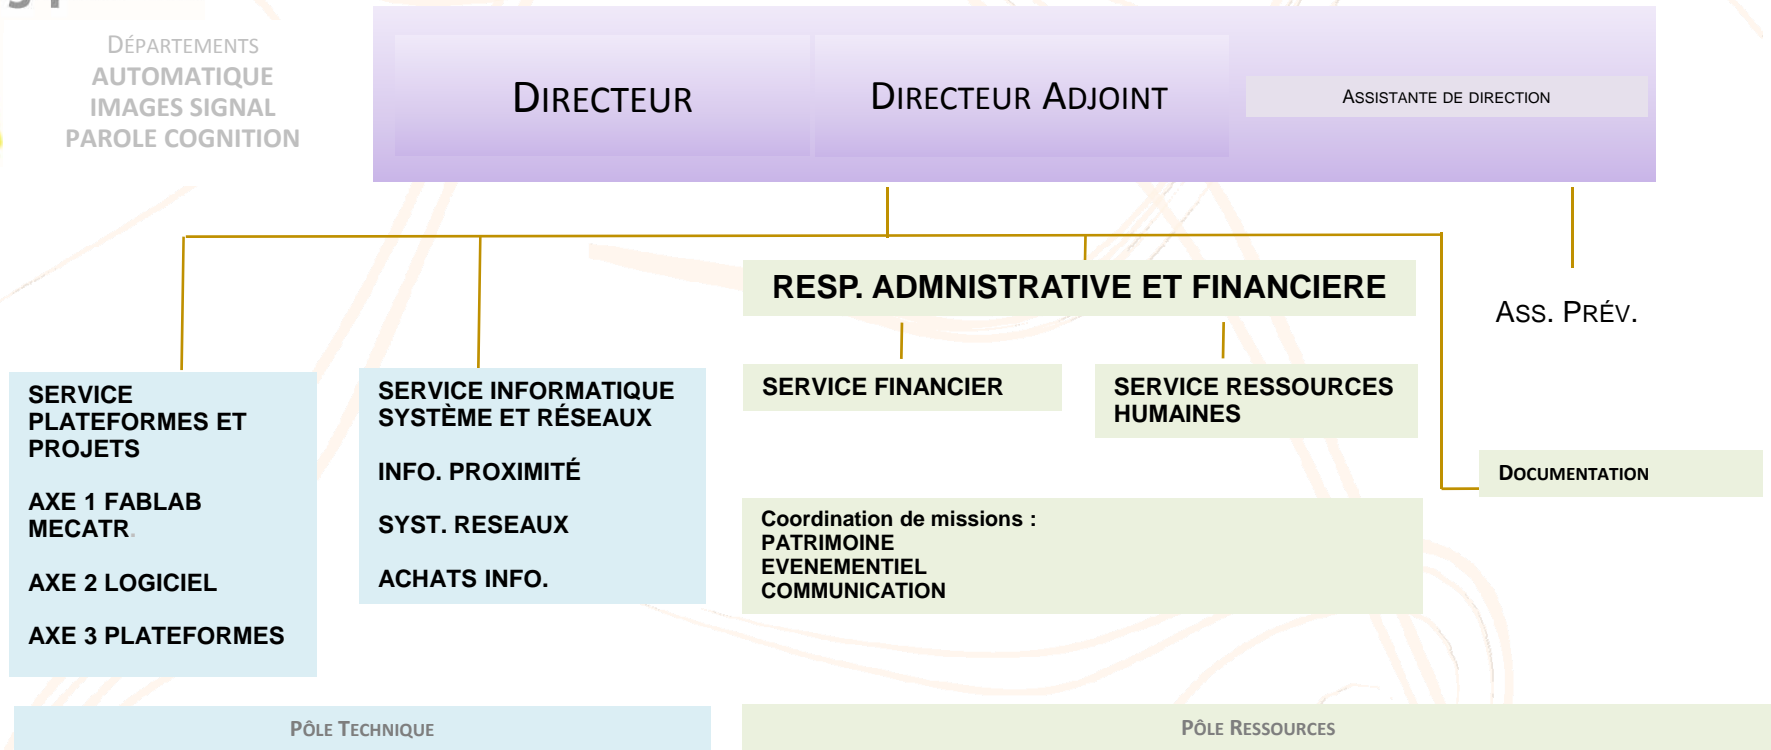 DÉPARTEMENTS
AUTOMATIQUE
IMAGES SIGNAL
PAROLE COGNITION
DIRECTEUR
DIRECTEUR ADJOINT
ASSISTANTE DE DIRECTION
RESP. ADMNISTRATIVE ET FINANCIERE
ASS. PRÉV.
SERVICE
PLATEFORMES ET
PROJETS
AXE 1 FABLAB
MECATR.
AXE 2 LOGICIEL
AXE 3 PLATEFORMES
SERVICE INFORMATIQUE
SYSTÈME ET RÉSEAUX
INFO. PROXIMITÉ
SYST. RESEAUX
ACHATS INFO.
SERVICE FINANCIER
SERVICE RESSOURCES
HUMAINES
DOCUMENTATION
Coordination de missions :
PATRIMOINE
EVENEMENTIEL
COMMUNICATION
PÔLE TECHNIQUE
PÔLE RESSOURCES